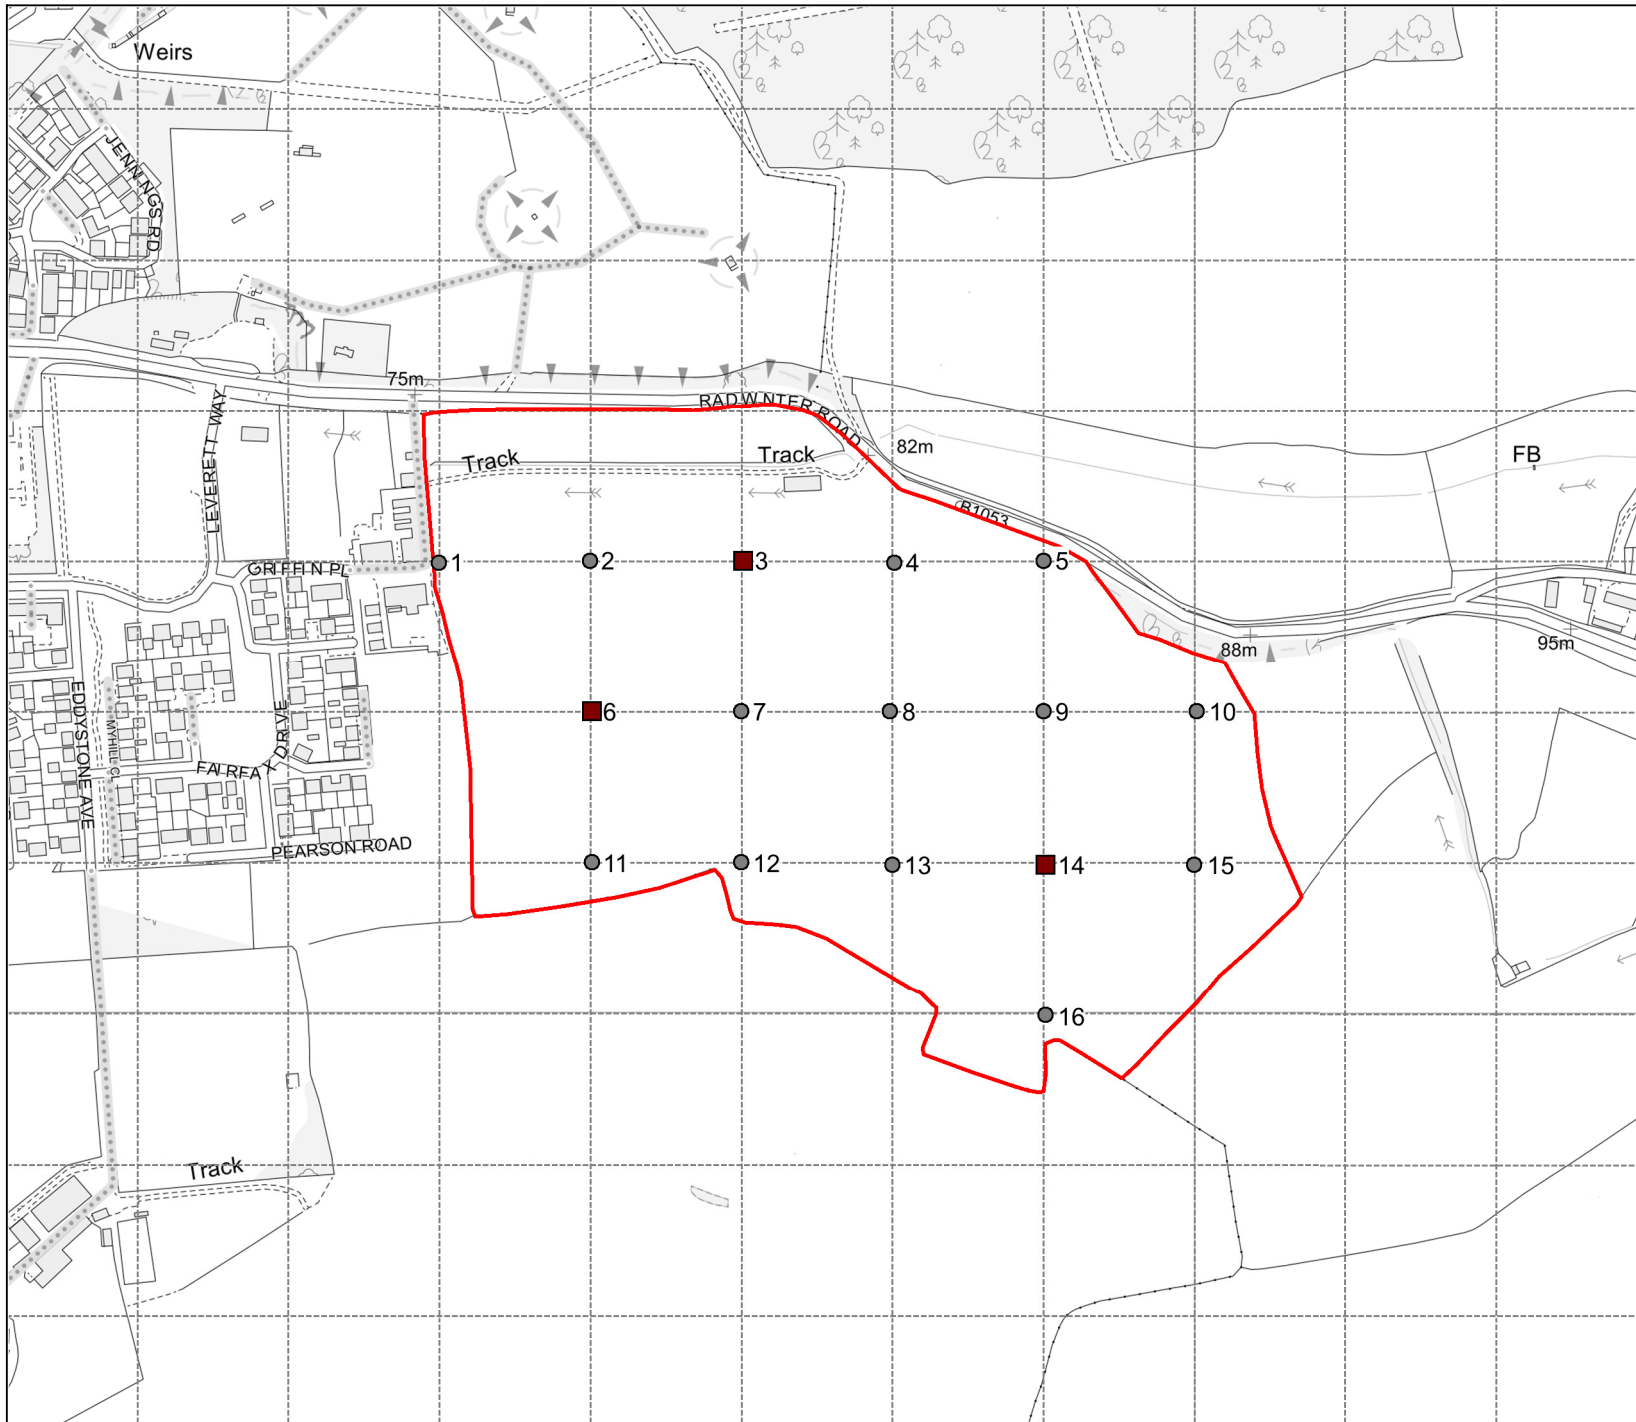 Weirs
JENNINGS RD
75m
RADWINTER ROAD
LEVERETT WAY
Track
Track
82m
FB
B1053
GRIFFIN PL
1
2
3
4
5
88m
95m
EDDYSTONE AVE
MYHILL CL
FAIRFAX DRIVE
6
7
8
9
10
PEARSON ROAD
11
12
13
14
15
16
Track